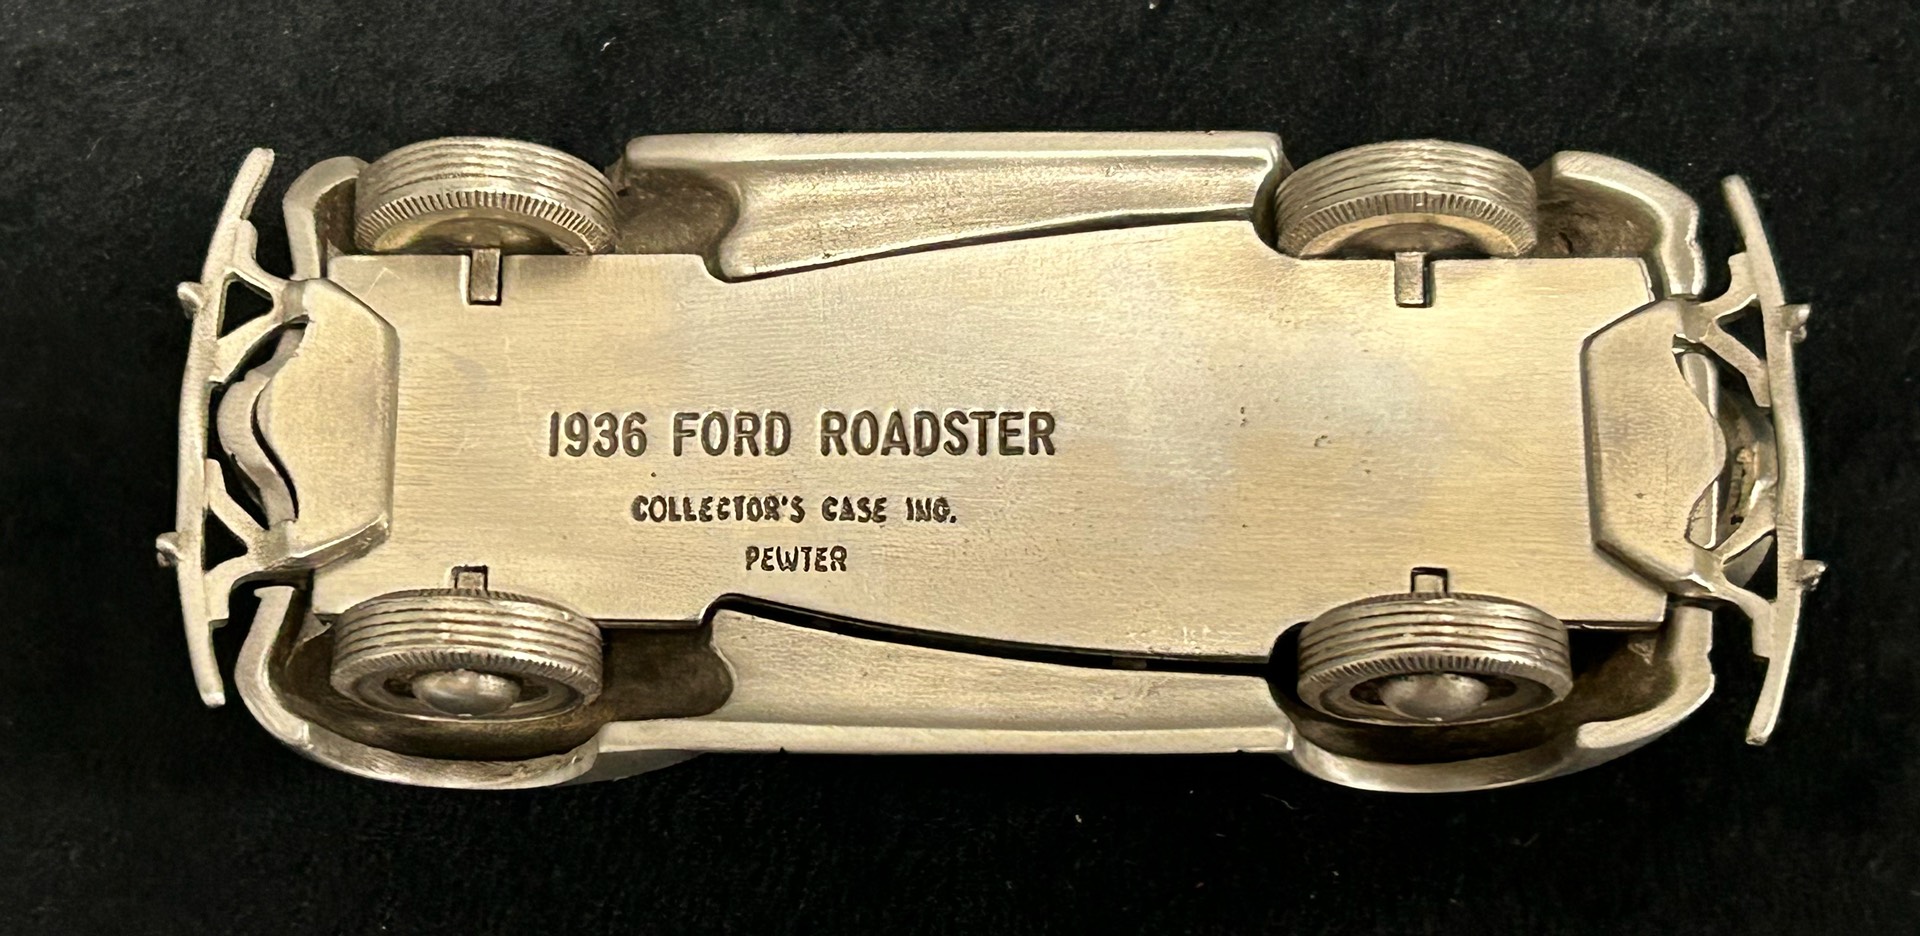 1936 FORD ROADSTER
COLLECTOR'S CASE INC.
PEWTER